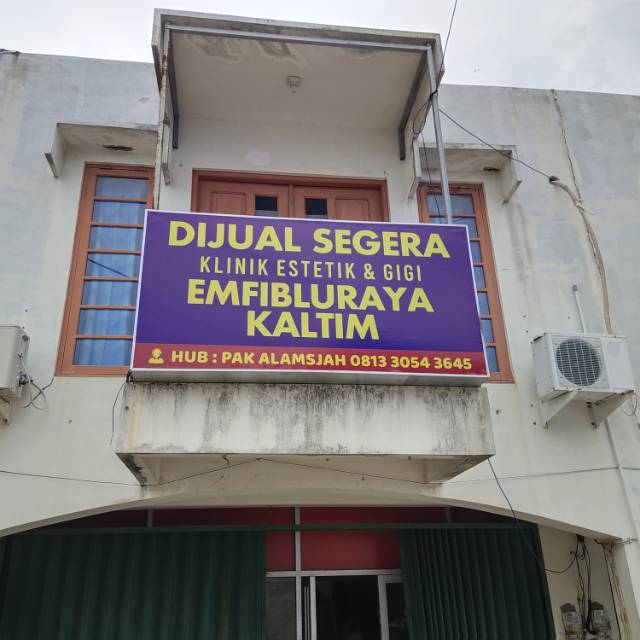 DIJUAL SEGERA
KLINIK ESTETIK & GIGI
EMFIBLURAYA
KALTIM
HUB : PAK ALAMSJAH 0813 3054 3645